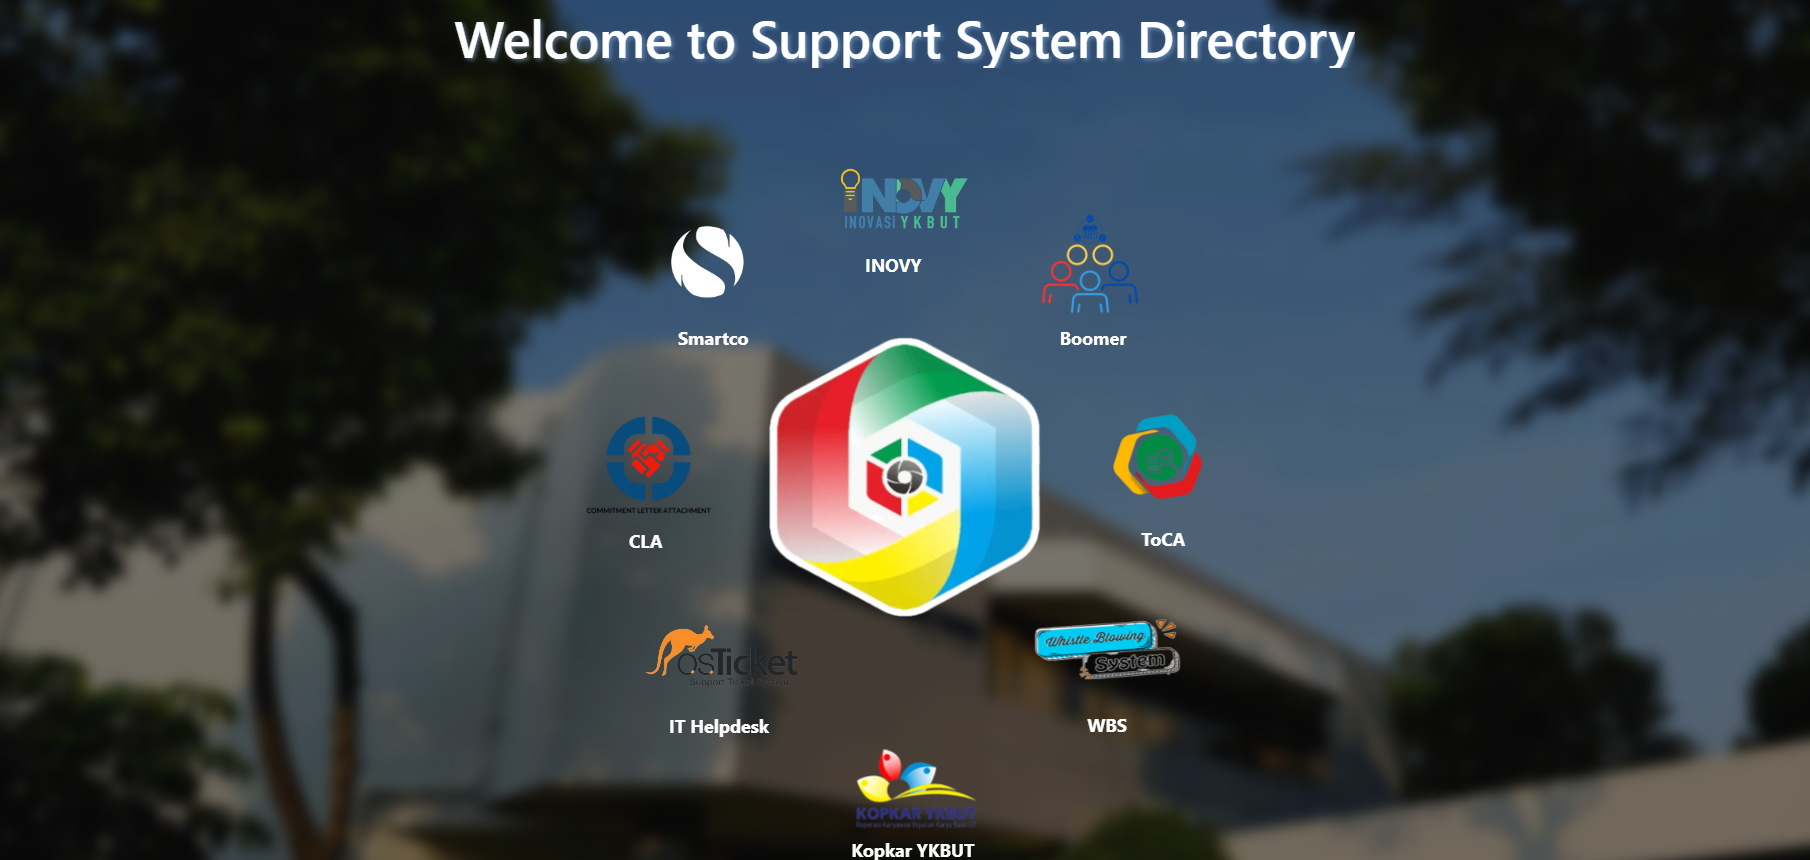 Welcome to Support System Directory
iNOVY
INOVASI YKBUT
INOVY
Smartco
Boomer
COMMITMENT LETTER ATTACHMENT
CLA
ToCA
osTicket
Support Ticket System
IT Helpdesk
Whistle Blowing
System
WBS
KOPKAR YKBUT
Kopkar YKBUT